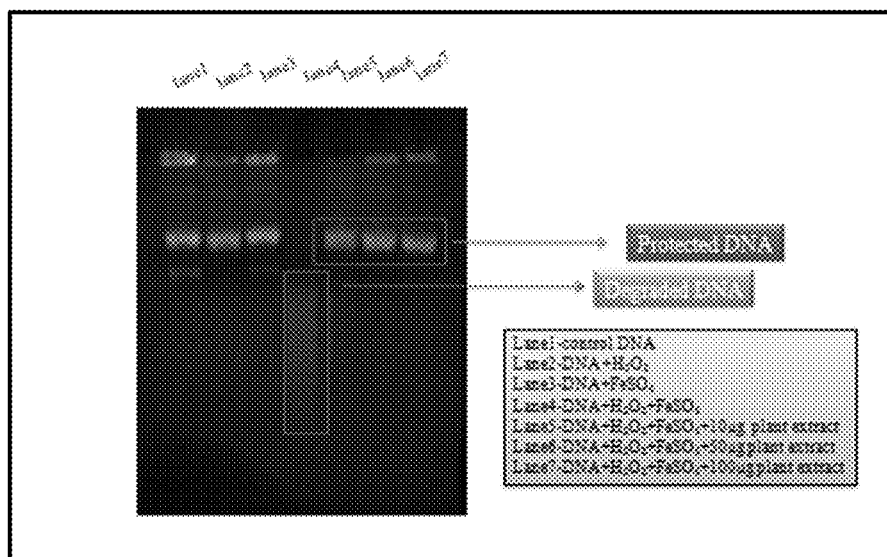 Lane1 Lane2 Lane3 Lane4 Lane5 Lane6 Lane7
Protected DNA
Degraded DNA
Lane1-control DNA
Lane2-DNA+H₂O₂
Lane3-DNA+FeSO₄
Lane4-DNA+H₂O₂+FeSO₄
Lane5-DNA+H₂O₂+FeSO₄+10µg plant extract
Lane6-DNA+H₂O₂+FeSO₄+50µg plant extract
Lane7-DNA+H₂O₂+FeSO₄+100µg plant extract